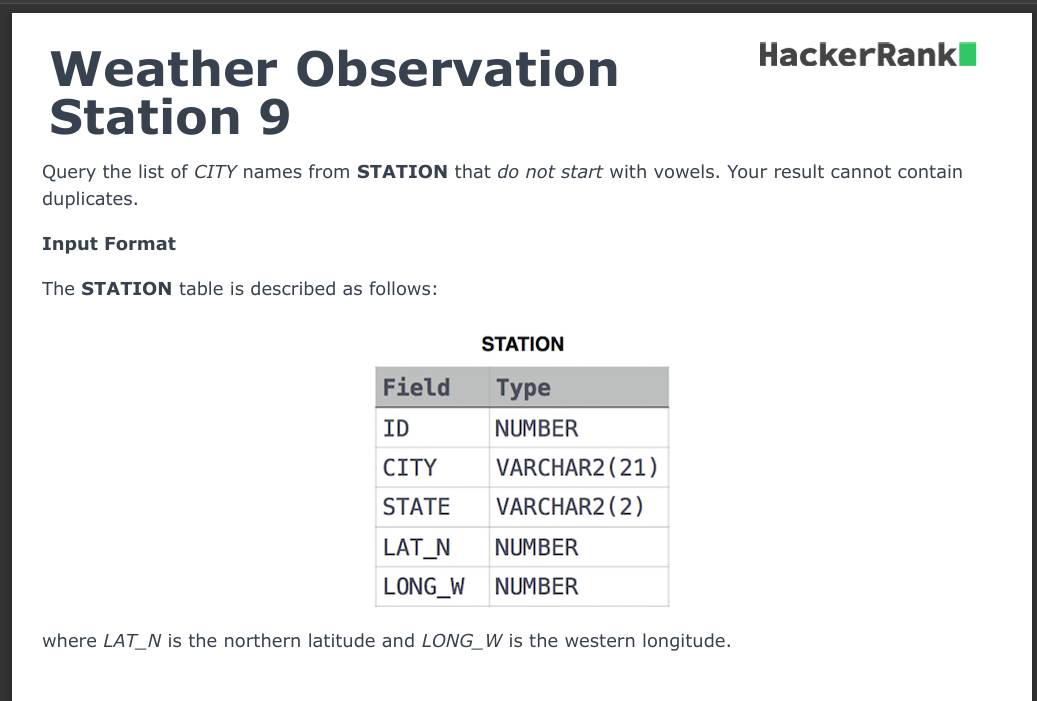 Weather Observation
Station 9
HackerRank
Query the list of CITY names from STATION that do not start with vowels. Your result cannot contain
duplicates.
Input Format
The STATION table is described as follows:
STATION
Field Type
ID NUMBER
CITY VARCHAR2(21)
STATE VARCHAR2(2)
LAT_N NUMBER
LONG_W NUMBER
where LAT_N is the northern latitude and LONG_W is the western longitude.